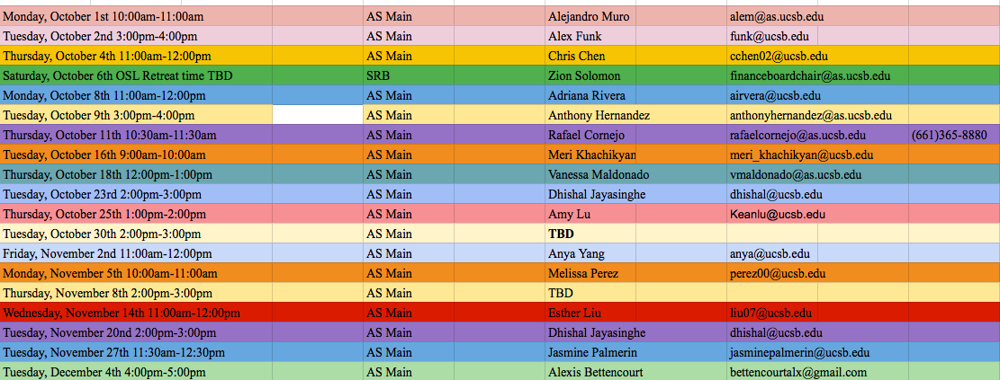 Monday, October 1st 10:00am-11:00am AS Main Alejandro Muro alem@as.ucsb.edu
Tuesday, October 2nd 3:00pm-4:00pm AS Main Alex Funk funk@ucsb.edu
Thursday, October 4th 11:00am-12:00pm AS Main Chris Chen cchen02@ucsb.edu
Saturday, October 6th OSL Retreat time TBD SRB Zion Solomon financeboardchair@as.ucsb.edu
Monday, October 8th 11:00am-12:00pm AS Main Adriana Rivera airvera@ucsb.edu
Tuesday, October 9th 3:00pm-4:00pm AS Main Anthony Hernandez anthonyhernandez@as.ucsb.edu
Thursday, October 11th 10:30am-11:30am AS Main Rafael Cornejo rafaelcornejo@as.ucsb.edu (661)365-8880
Tuesday, October 16th 9:00am-10:00am AS Main Meri Khachikyan meri_khachikyan@ucsb.edu
Thursday, October 18th 12:00pm-1:00pm AS Main Vanessa Maldonado vmaldonado@as.ucsb.edu
Tuesday, October 23rd 2:00pm-3:00pm AS Main Dhishal Jayasinghe dhishal@ucsb.edu
Thursday, October 25th 1:00pm-2:00pm AS Main Amy Lu Keanlu@ucsb.edu
Tuesday, October 30th 2:00pm-3:00pm AS Main TBD
Friday, November 2nd 11:00am-12:00pm AS Main Anya Yang anya@ucsb.edu
Monday, November 5th 10:00am-11:00am AS Main Melissa Perez perez00@ucsb.edu
Thursday, November 8th 2:00pm-3:00pm AS Main TBD
Wednesday, November 14th 11:00am-12:00pm AS Main Esther Liu liu07@ucsb.edu
Tuesday, November 20nd 2:00pm-3:00pm AS Main Dhishal Jayasinghe dhishal@ucsb.edu
Tuesday, November 27th 11:30am-12:30pm AS Main Jasmine Palmerin jasminepalmerin@ucsb.edu
Tuesday, December 4th 4:00pm-5:00pm AS Main Alexis Bettencourt bettencourtalx@gmail.com